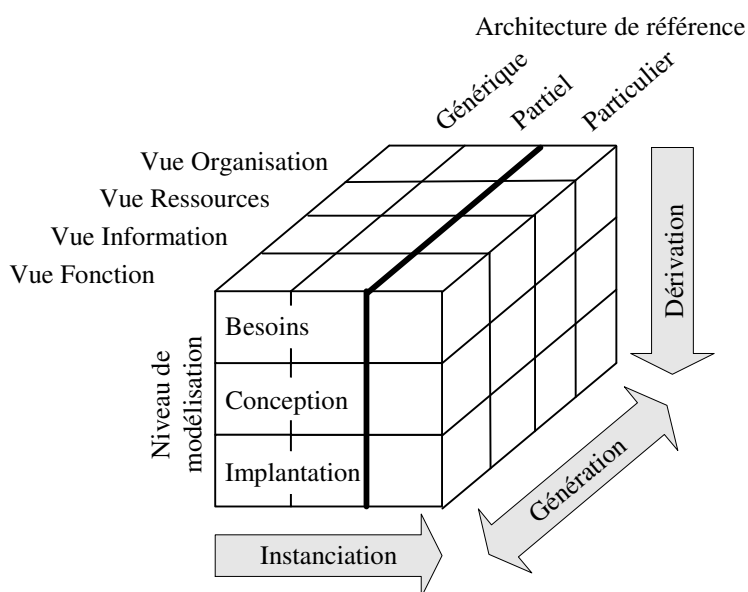 Architecture de référence
Générique
Partiel
Particulier
Vue Organisation
Vue Ressources
Vue Information
Vue Fonction
Niveau de
modélisation
Besoins
Conception
Implantation
Dérivation
Génération
Instanciation